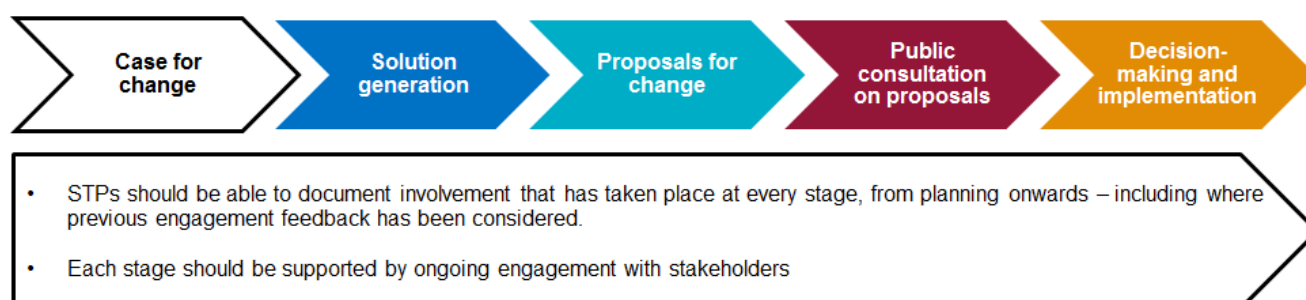 Case for
change
Solution
generation
Proposals for
change
Public
consultation
on proposals
Decision-
making and
implementation
• STPs should be able to document involvement that has taken place at every stage, from planning onwards – including where
previous engagement feedback has been considered.
• Each stage should be supported by ongoing engagement with stakeholders